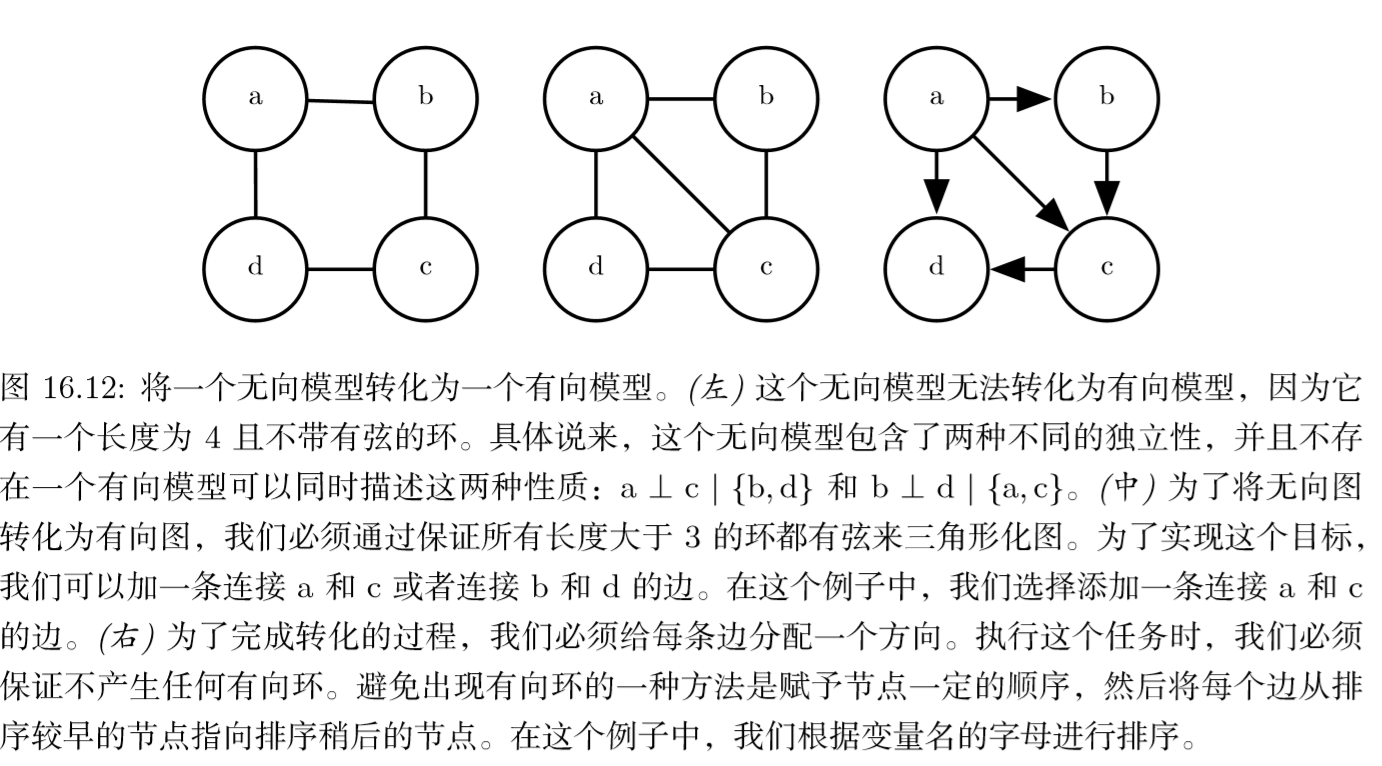 a b a b a b
d c d c d c
图 16.12: 将一个无向模型转化为一个有向模型。(左) 这个无向模型无法转化为有向模型，因为它
有一个长度为 4 且不带有弦的环。具体说来，这个无向模型包含了两种不同的独立性，并且不存
在一个有向模型可以同时描述这两种性质：a ⊥ c | {b, d} 和 b ⊥ d | {a, c}。(中) 为了将无向图
转化为有向图，我们必须通过保证所有长度大于 3 的环都有弦来三角形化图。为了实现这个目标，
我们可以加一条连接 a 和 c 或者连接 b 和 d 的边。在这个例子中，我们选择添加一条连接 a 和 c
的边。(右) 为了完成转化的过程，我们必须给每条边分配一个方向。执行这个任务时，我们必须
保证不产生任何有向环。避免出现有向环的一种方法是赋予节点一定的顺序，然后将每个边从排
序较早的节点指向排序稍后的节点。在这个例子中，我们根据变量名的字母进行排序。